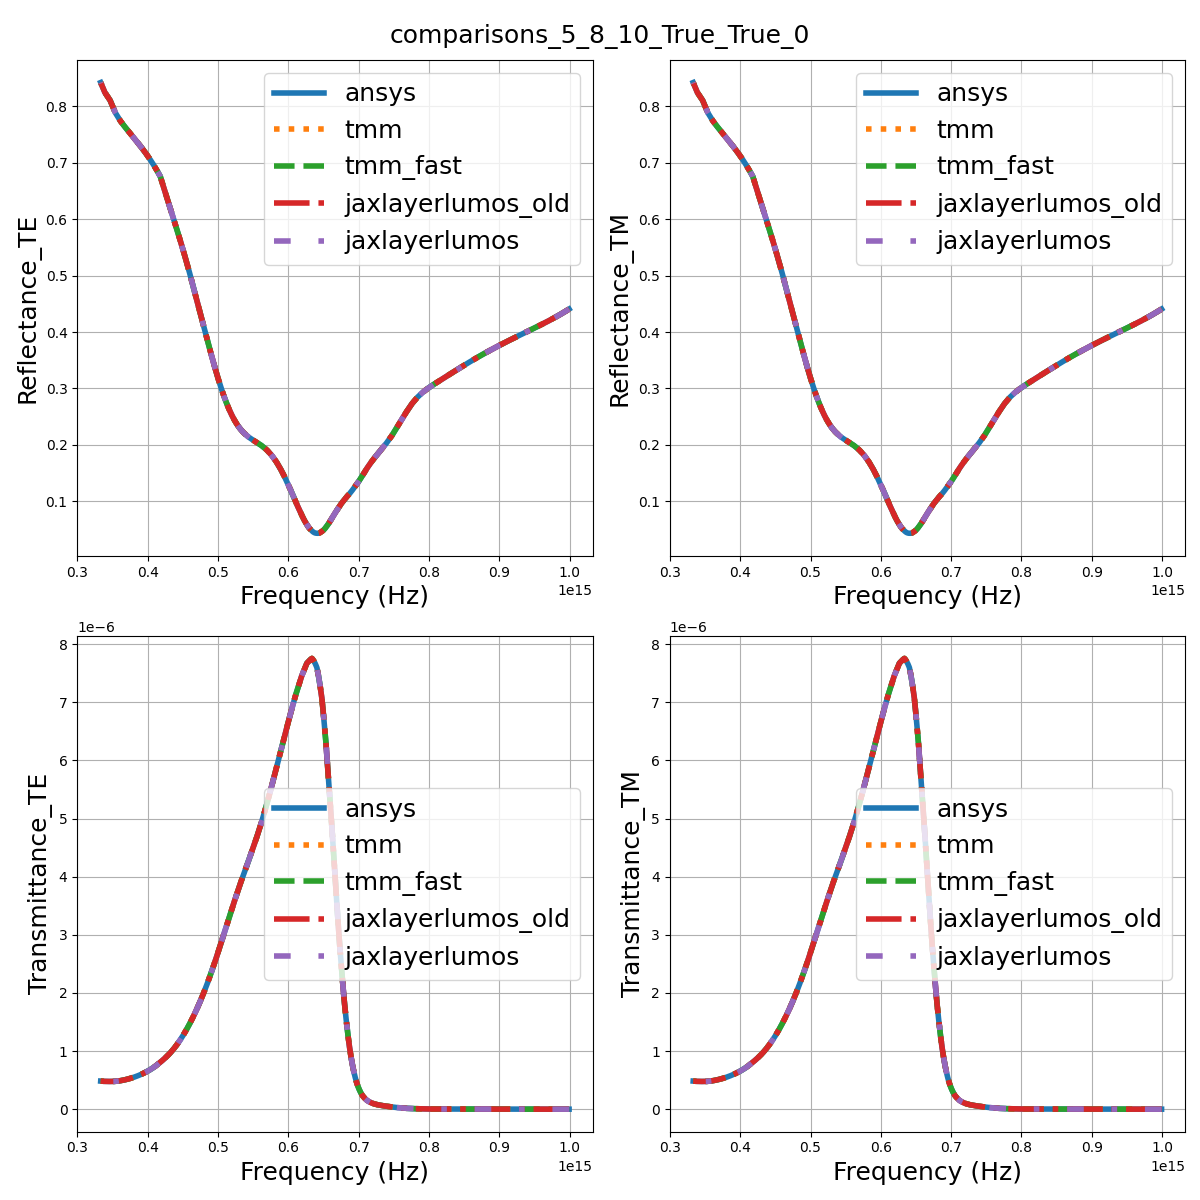 comparisons_5_8_10_True_True_0
Reflectance_TE
0.8
0.7
0.6
0.5
0.4
0.3
0.2
0.1
ansys
tmm
tmm_fast
jaxlayerlumos_old
jaxlayerlumos
0.3 0.4 0.5 0.6 0.7 0.8 0.9 1.0
1e15
Frequency (Hz)
Reflectance_TM
0.8
0.7
0.6
0.5
0.4
0.3
0.2
0.1
ansys
tmm
tmm_fast
jaxlayerlumos_old
jaxlayerlumos
0.3 0.4 0.5 0.6 0.7 0.8 0.9 1.0
1e15
Frequency (Hz)
1e−6
Transmittance_TE
8
7
6
5
4
3
2
1
0
ansys
tmm
tmm_fast
jaxlayerlumos_old
jaxlayerlumos
0.3 0.4 0.5 0.6 0.7 0.8 0.9 1.0
1e15
Frequency (Hz)
1e−6
Transmittance_TM
8
7
6
5
4
3
2
1
0
ansys
tmm
tmm_fast
jaxlayerlumos_old
jaxlayerlumos
0.3 0.4 0.5 0.6 0.7 0.8 0.9 1.0
1e15
Frequency (Hz)